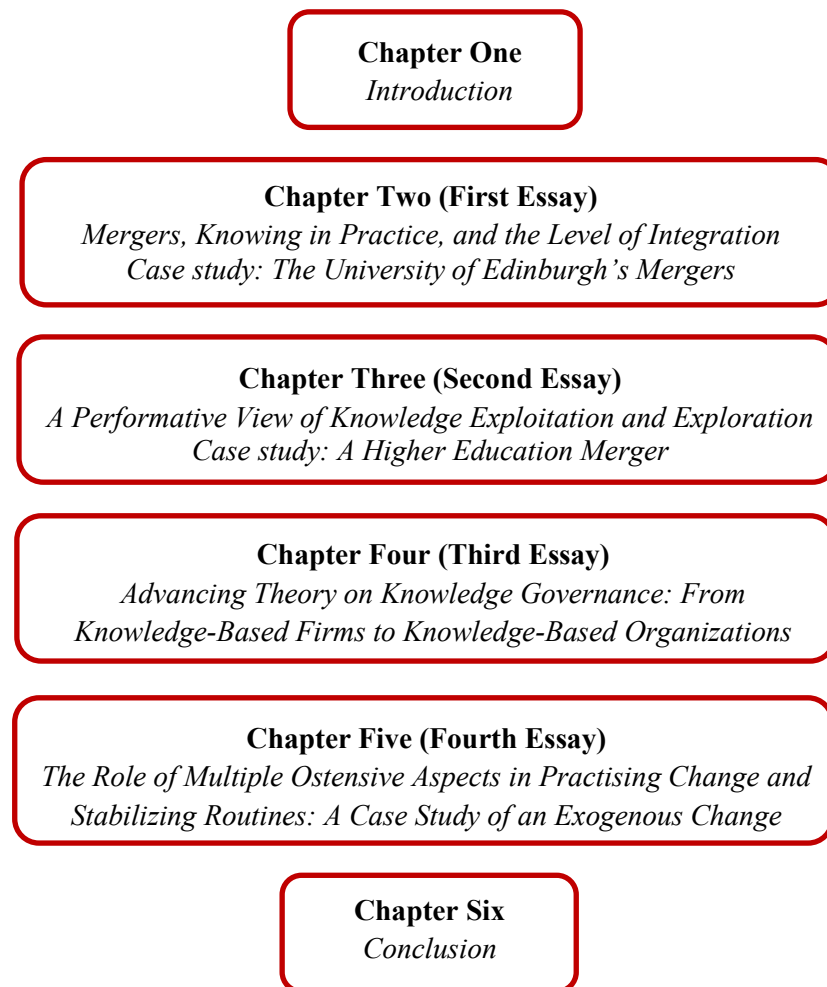 Chapter One
Introduction
Chapter Two (First Essay)
Mergers, Knowing in Practice, and the Level of Integration
Case study: The University of Edinburgh’s Mergers
Chapter Three (Second Essay)
A Performative View of Knowledge Exploitation and Exploration
Case study: A Higher Education Merger
Chapter Four (Third Essay)
Advancing Theory on Knowledge Governance: From
Knowledge-Based Firms to Knowledge-Based Organizations
Chapter Five (Fourth Essay)
The Role of Multiple Ostensive Aspects in Practising Change and
Stabilizing Routines: A Case Study of an Exogenous Change
Chapter Six
Conclusion